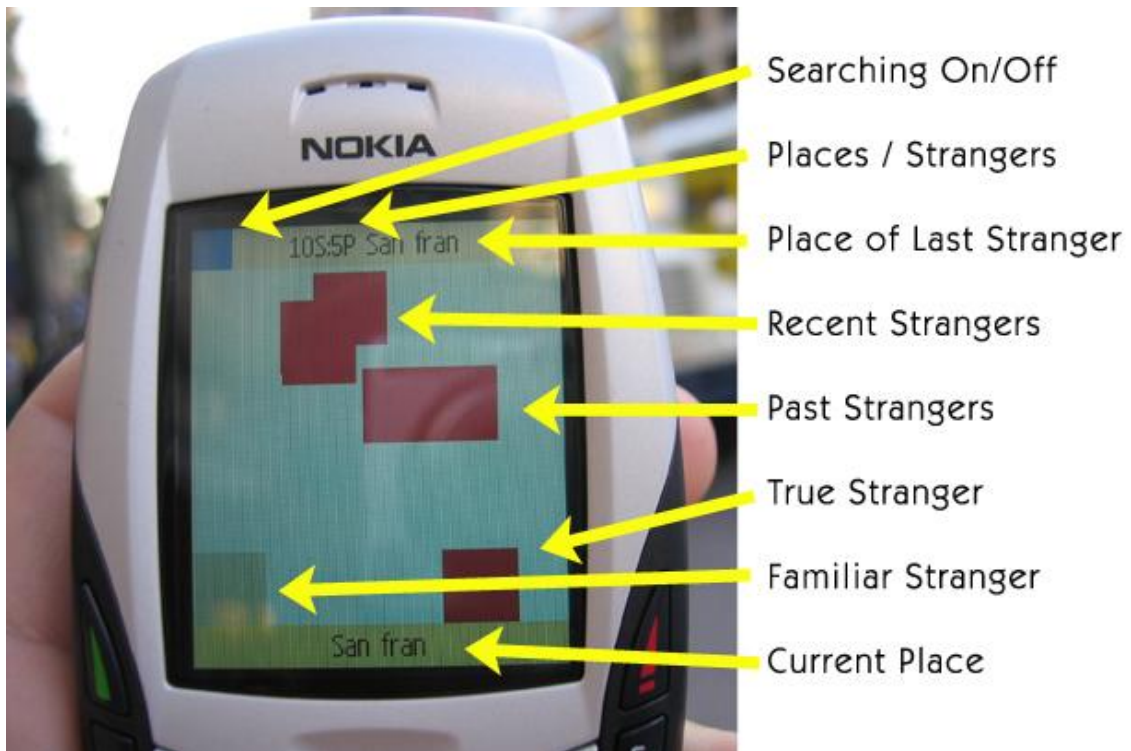 Searching On/Off
NOKIA
Places / Strangers
10S:5P San fran
Place of Last Stranger
Recent Strangers
Past Strangers
True Stranger
Familiar Stranger
San fran
Current Place